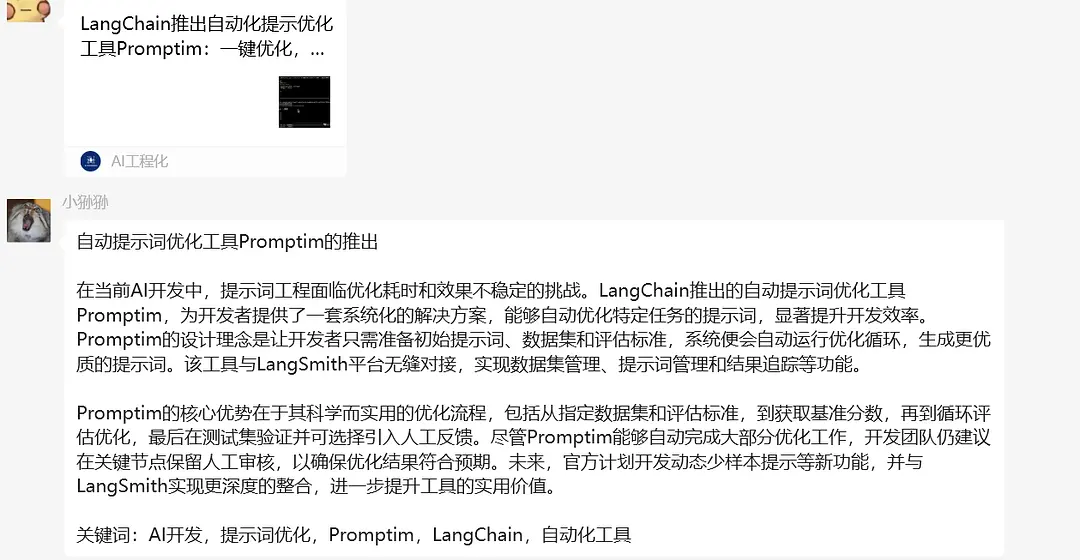 LangChain推出自动化提示优化
工具Promptim：一键优化，...
AI工程化
小狲狲
自动提示词优化工具Promptim的推出
在当前AI开发中，提示词工程面临优化耗时和效果不稳定的挑战。LangChain推出的自动提示词优化工具
Promptim，为开发者提供了一套系统化的解决方案，能够自动优化特定任务的提示词，显著提升开发效率。
Promptim的设计理念是让开发者只需准备初始提示词、数据集和评估标准，系统便会自动运行优化循环，生成更优
质的提示词。该工具与LangSmith平台无缝对接，实现数据集管理、提示词管理和结果追踪等功能。
Promptim的核心优势在于其科学而实用的优化流程，包括从指定数据集和评估标准，到获取基准分数，再到循环评
估优化，最后在测试集验证并可选择引入人工反馈。尽管Promptim能够自动完成大部分优化工作，开发团队仍建议
在关键节点保留人工审核，以确保优化结果符合预期。未来，官方计划开发动态少样本提示等新功能，并与
LangSmith实现更深度的整合，进一步提升工具的实用价值。
关键词：AI开发，提示词优化，Promptim，LangChain，自动化工具